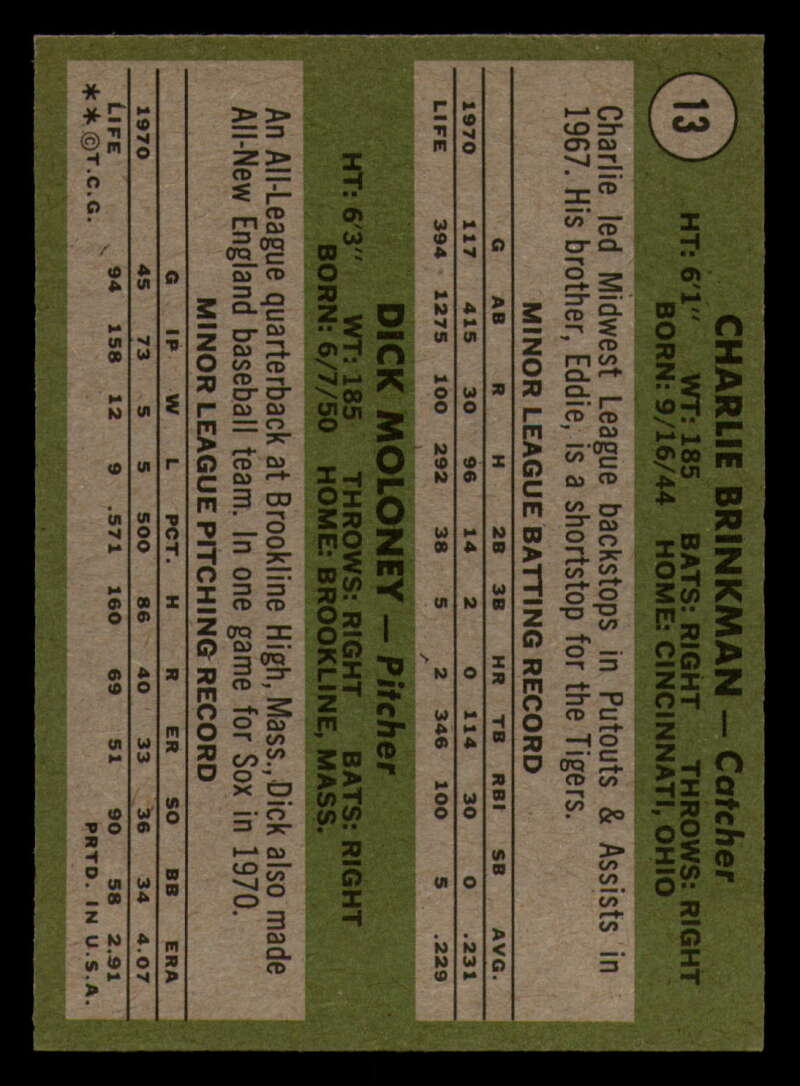 13
CHARLIE BRINKMAN — Catcher
HT: 6'1" WT: 185 BATS: RIGHT THROWS: RIGHT
BORN: 9/16/44 HOME: CINCINNATI, OHIO
Charlie led Midwest League backstops in Putouts & Assists in
1967. His brother, Eddie, is a shortstop for the Tigers.
MINOR LEAGUE BATTING RECORD
G AB R H 2B 3B HR TB RBI SB AVG.
1970 117 415 30 96 14 2 0 114 30 0 .231
LIFE 394 1275 100 292 38 5 2 346 100 5 .229
DICK MOLONEY — Pitcher
HT: 6'3" WT: 185 THROWS: RIGHT BATS: RIGHT
BORN: 6/7/50 HOME: BROOKLINE, MASS.
An All-League quarterback at Brookline High, Mass., Dick also made
All-New England baseball team. In one game for Sox in 1970.
MINOR LEAGUE PITCHING RECORD
G IP W L PCT. H R ER SO BB ERA
1970 45 73 5 5 500 86 40 33 36 34 4.07
LIFE 94 158 12 9 .571 160 69 51 90 58 2.91
**©T.C.G. PRTD. IN U.S.A.